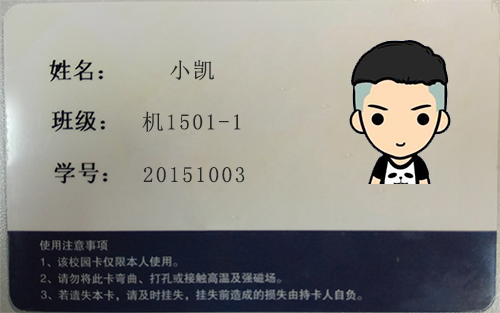 姓名： 小凯
班级： 机1501-1
学号： 20151003
使用注意事项
1、该校园卡仅限本人使用。
2、请勿将此卡弯曲、打孔或接触高温及强磁场。
3、若遗失本卡，请及时挂失，挂失前造成的损失由持卡人自负。